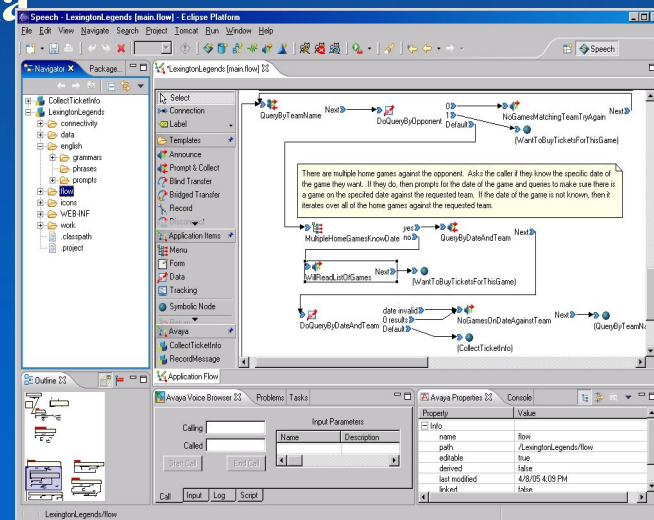 a
Speech - LexingtonLegends [main.flow] - Eclipse Platform
File Edit View Navigate Search Project Tomcat Run Window Help
Speech
Navigator Package...
*LexingtonLegends [main.flow]
CollectTicketInfo
LexingtonLegends
connectivity
data
english
grammars
phrases
prompts
flow
icons
WEB-INF
work
.classpath
.project
Select
Connection
Label
Templates
Announce
Prompt & Collect
Blind Transfer
Bridged Transfer
Record
Application Items
Menu
Form
Data
Tracking
Symbolic Node
Avaya
CollectTicketInfo
RecordMessage
QueryByTeamName Next DoQueryByOpponent 0 1 Default NoGamesMatchingTeamTryAgain Next
(WantToBuyTicketsForThisGame)
There are multiple home games against the opponent. Asks the caller if they know the specific date of
the game they want. If they do, then prompts for the date of the game and queries to make sure there is
a game on the specifed date against the requested team. If the date of the game is not known, then it
iterates over all of the home games against the requested team.
MultipleHomeGamesKnowDate yes no QueryByDateAndTeam Next
WillReadListOfGames Next (WantToBuyTicketsForThisGame)
DoQueryByDateAndTeam date invalid 0 results Default NoGamesOnDateAgainstTeam Next (QueryByTeamNa
(CollectTicketInfo)
Application Flow
Outline
Avaya Voice Browser Problems Tasks
Calling
Called
Start Call End Call
Input Parameters
Name Description
Call Input Log Script
Avaya Properties Console
Property Value
Info
name flow
path /LexingtonLegends/flow
editable true
derived false
last modified 4/8/05 4:09 PM
linked false
LexingtonLegends/flow